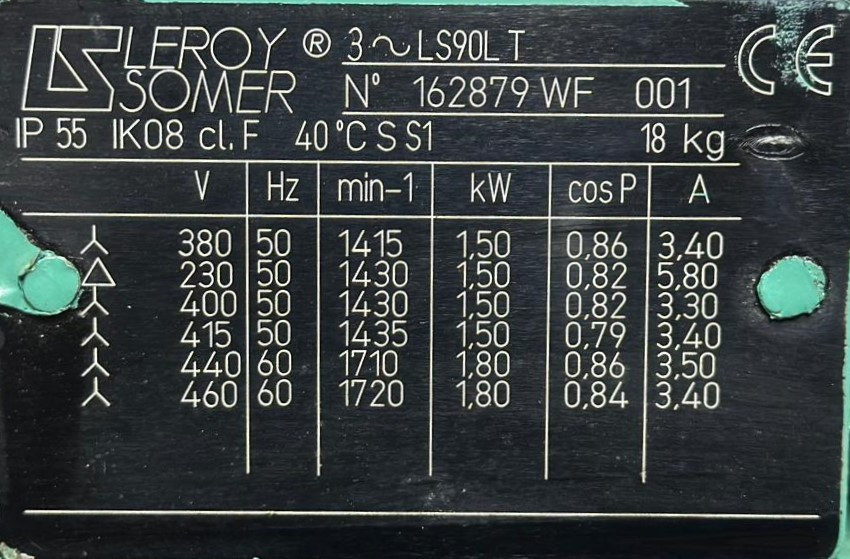 LS LEROY SOMER ® 3 ~ LS90L T CE
N° 162879 WF 001
IP 55 IK08 cl. F 40°C S S1 18 kg
V Hz min-1 kW cos P A
380 50 1415 1,50 0,86 3,40
△ 230 50 1430 1,50 0,82 5,80
400 50 1430 1,50 0,82 3,30
415 50 1435 1,50 0,79 3,40
440 60 1710 1,80 0,86 3,50
460 60 1720 1,80 0,84 3,40